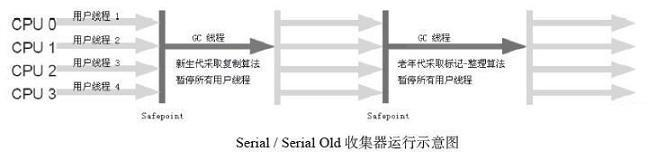 CPU 0 用户线程 1
CPU 1 用户线程 2
CPU 2 用户线程 3
CPU 3 用户线程 4
GC 线程
新生代采取复制算法
暂停所有用户线程
GC 线程
老年代采取标记-整理算法
暂停所有用户线程
Safepoint
Safepoint
Serial / Serial Old 收集器运行示意图